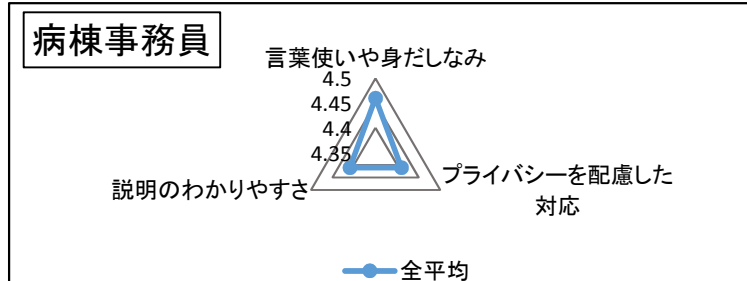 病棟事務員
言葉使いや身だしなみ
4.5
4.45
4.4
4.35
説明のわかりやすさ
プライバシーを配慮した
対応
全平均